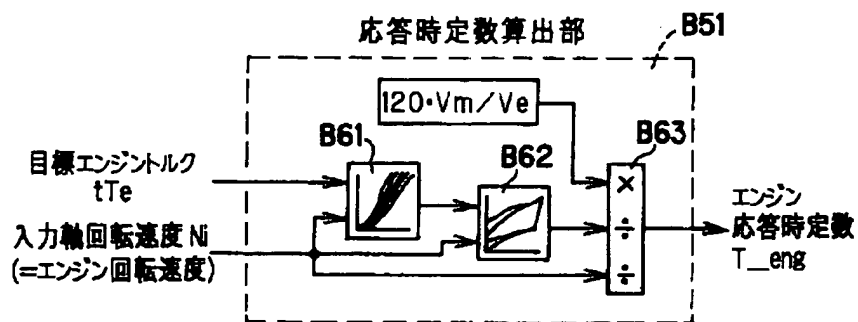 応答時定数算出部
B51
120・Vm/Ve
B61
B62
B63
目標エンジントルク
tTe
入力軸回転速度 Ni
(=エンジン回転速度)
×
÷
÷
エンジン
応答時定数
T_eng